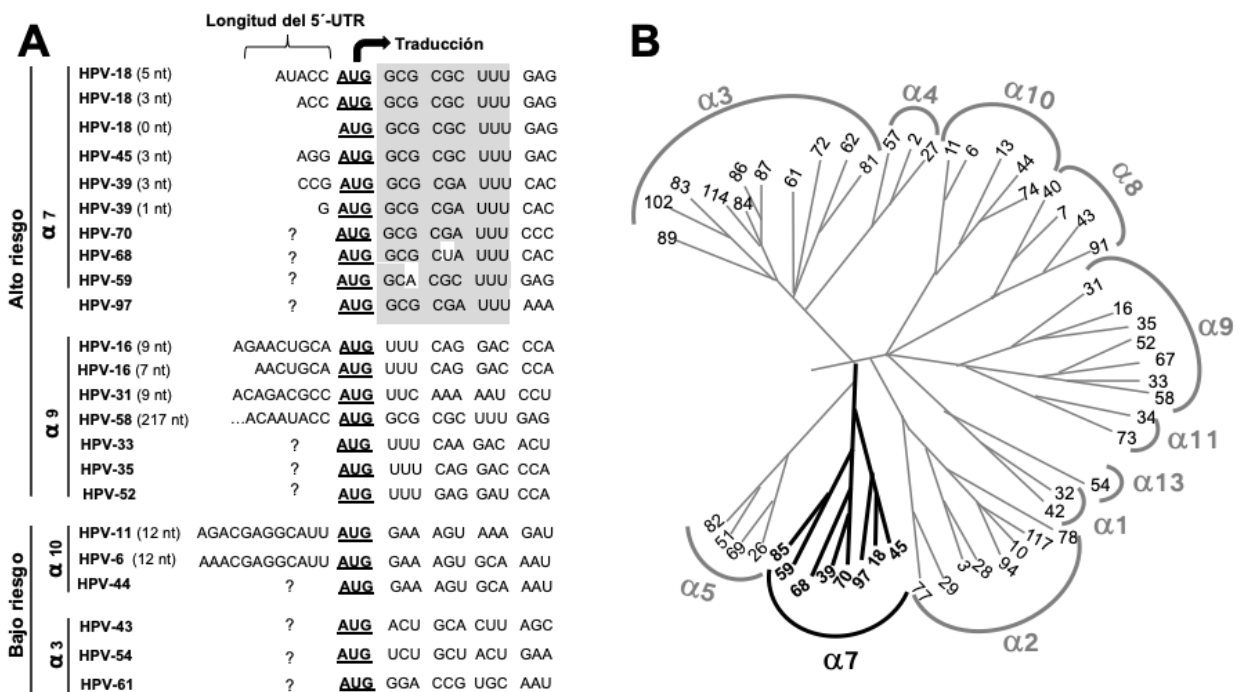 A
Longitud del 5´-UTR
Traducción
Alto riesgo
α 7
HPV-18 (5 nt) AUACC AUG GCG CGC UUU GAG
HPV-18 (3 nt) ACC AUG GCG CGC UUU GAG
HPV-18 (0 nt) AUG GCG CGC UUU GAG
HPV-45 (3 nt) AGG AUG GCG CGC UUU GAC
HPV-39 (3 nt) CCG AUG GCG CGA UUU CAC
HPV-39 (1 nt) G AUG GCG CGA UUU CAC
HPV-70 ? AUG GCG CGA UUU CCC
HPV-68 ? AUG GCG CUA UUU CAC
HPV-59 ? AUG GCA CGC UUU GAG
HPV-97 ? AUG GCG CGA UUU AAA
α 9
HPV-16 (9 nt) AGAACUGCA AUG UUU CAG GAC CCA
HPV-16 (7 nt) AACUGCA AUG UUU CAG GAC CCA
HPV-31 (9 nt) ACAGACGCC AUG UUC AAA AAU CCU
HPV-58 (217 nt) ...ACAAUACC AUG GCG CGC UUU GAG
HPV-33 ? AUG UUU CAA GAC ACU
HPV-35 ? AUG UUU CAG GAC CCA
HPV-52 ? AUG UUU GAG GAU CCA
Bajo riesgo
α 10
HPV-11 (12 nt) AGACGAGGCAUU AUG GAA AGU AAA GAU
HPV-6 (12 nt) AAACGAGGCAUU AUG GAA AGU GCA AAU
HPV-44 ? AUG GAA AGU GCA AAU
α 3
HPV-43 ? AUG ACU GCA CUU AGC
HPV-54 ? AUG UCU GCU ACU GAA
HPV-61 ? AUG GGA CCG UGC AAU
B
α3
102
89
83
114
84
86
87
61
72
62
81
α4
57
2
27
α10
11
6
13
44
74
α8
40
7
43
91
α9
31
16
35
52
67
33
58
α11
34
73
α13
54
α1
32
42
α2
78
117
10
94
28
3
29
77
α7
45
18
97
70
39
68
59
85
α5
26
69
51
82